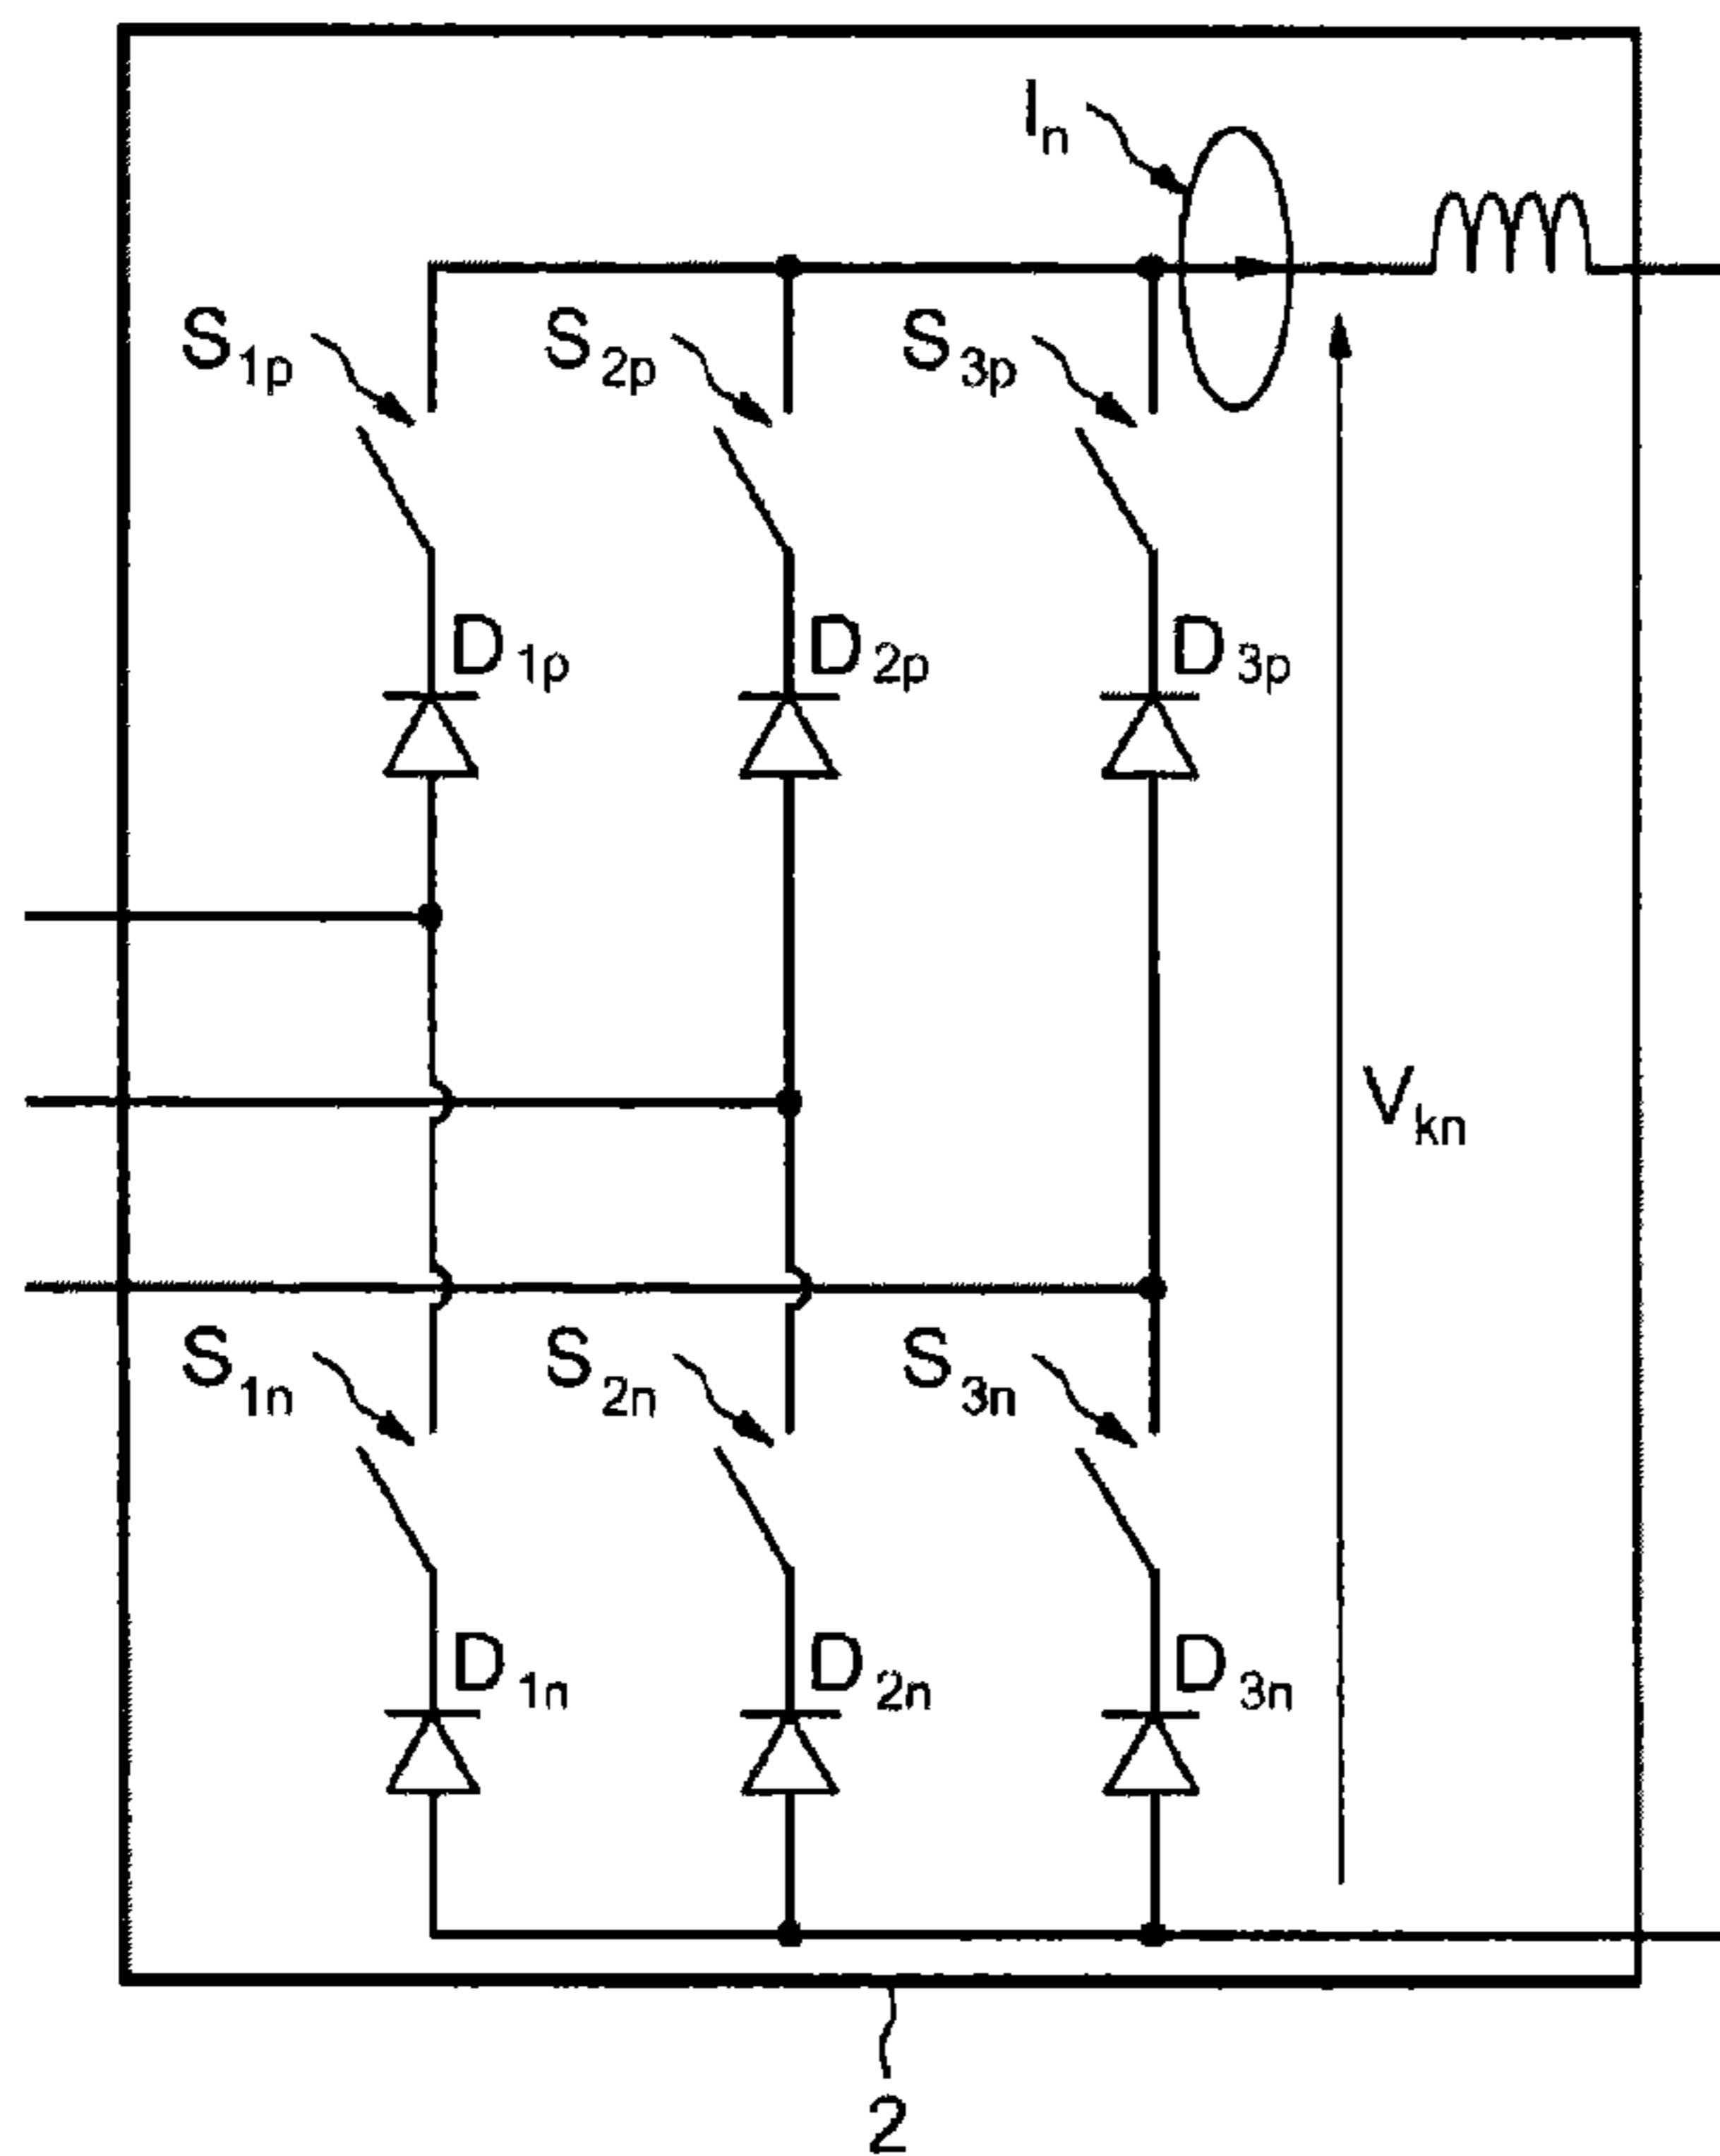 In
S1p
S2p
S3p
D1p
D2p
D3p
Vkn
S1n
S2n
S3n
D1n
D2n
D3n
2